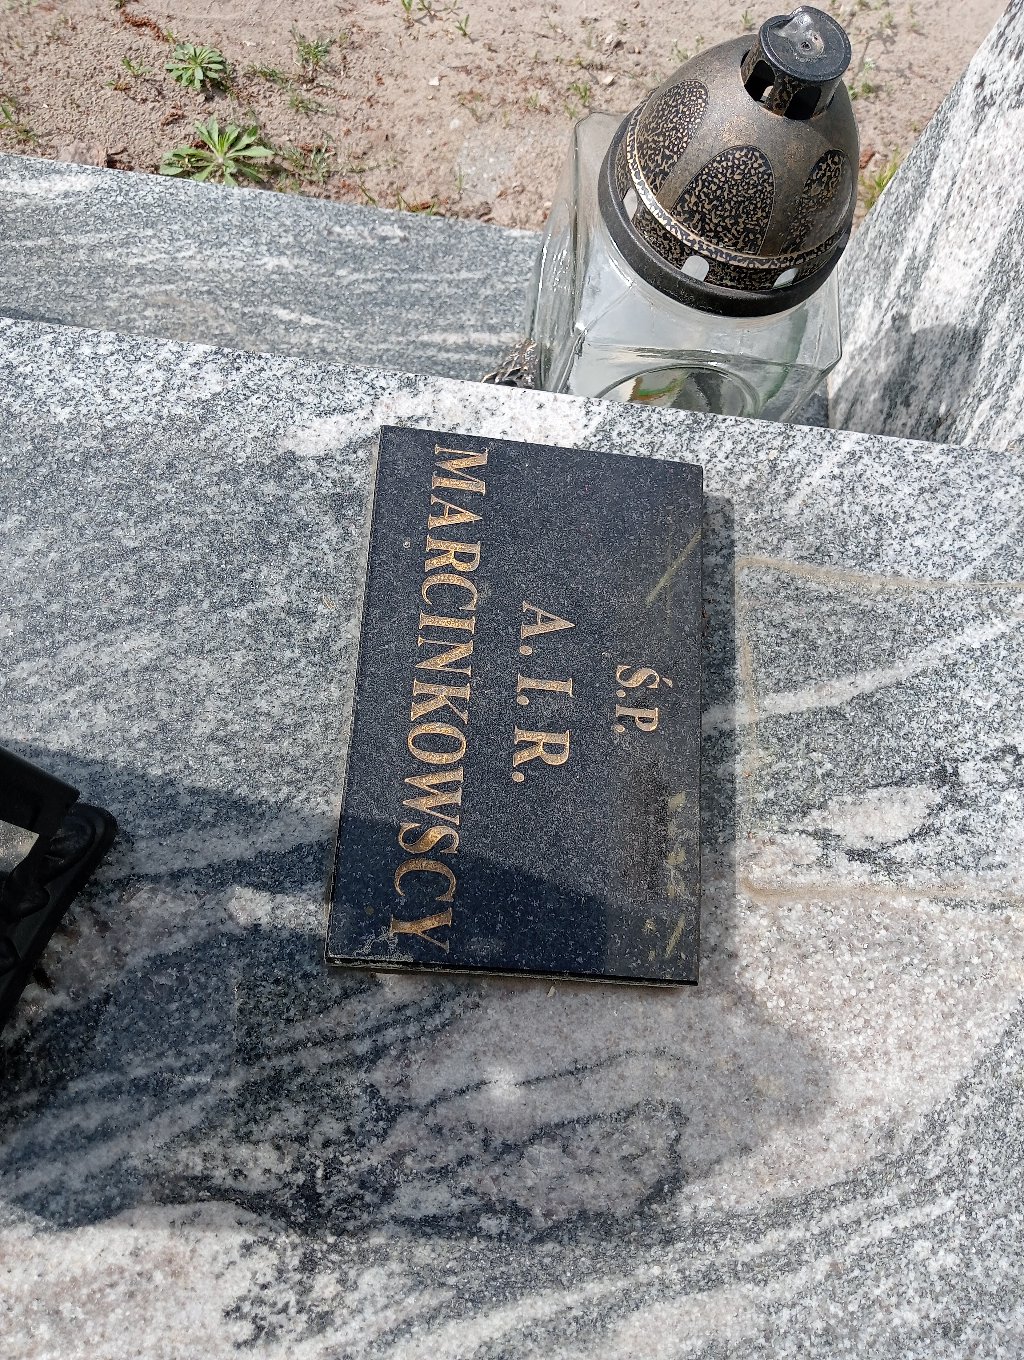 Ś.P.
A. I. R.
MARCINKOWSCY